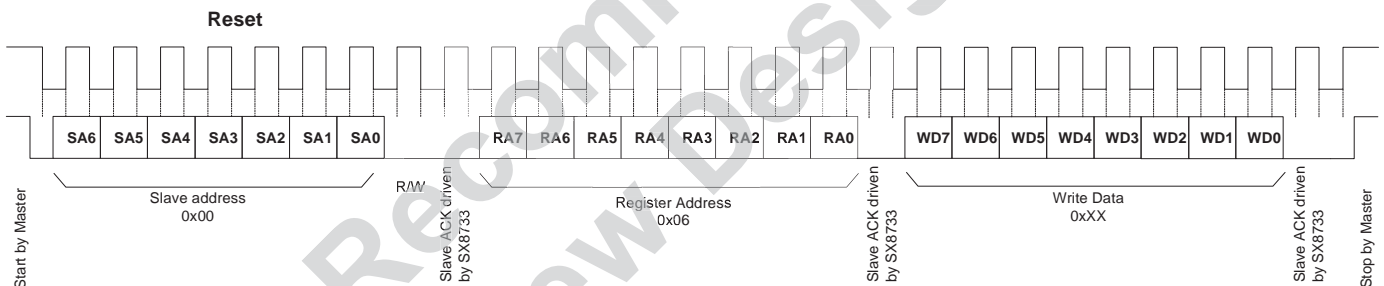 Reset
SA6 SA5 SA4 SA3 SA2 SA1 SA0 RA7 RA6 RA5 RA4 RA3 RA2 RA1 RA0 WD7 WD6 WD5 WD4 WD3 WD2 WD1 WD0
Start by Master
Slave address
0x00
R/W
Slave ACK driven
by SX8733
Register Address
0x06
Slave ACK driven
by SX8733
Write Data
0xXX
Slave ACK driven
by SX8733
Stop by Master